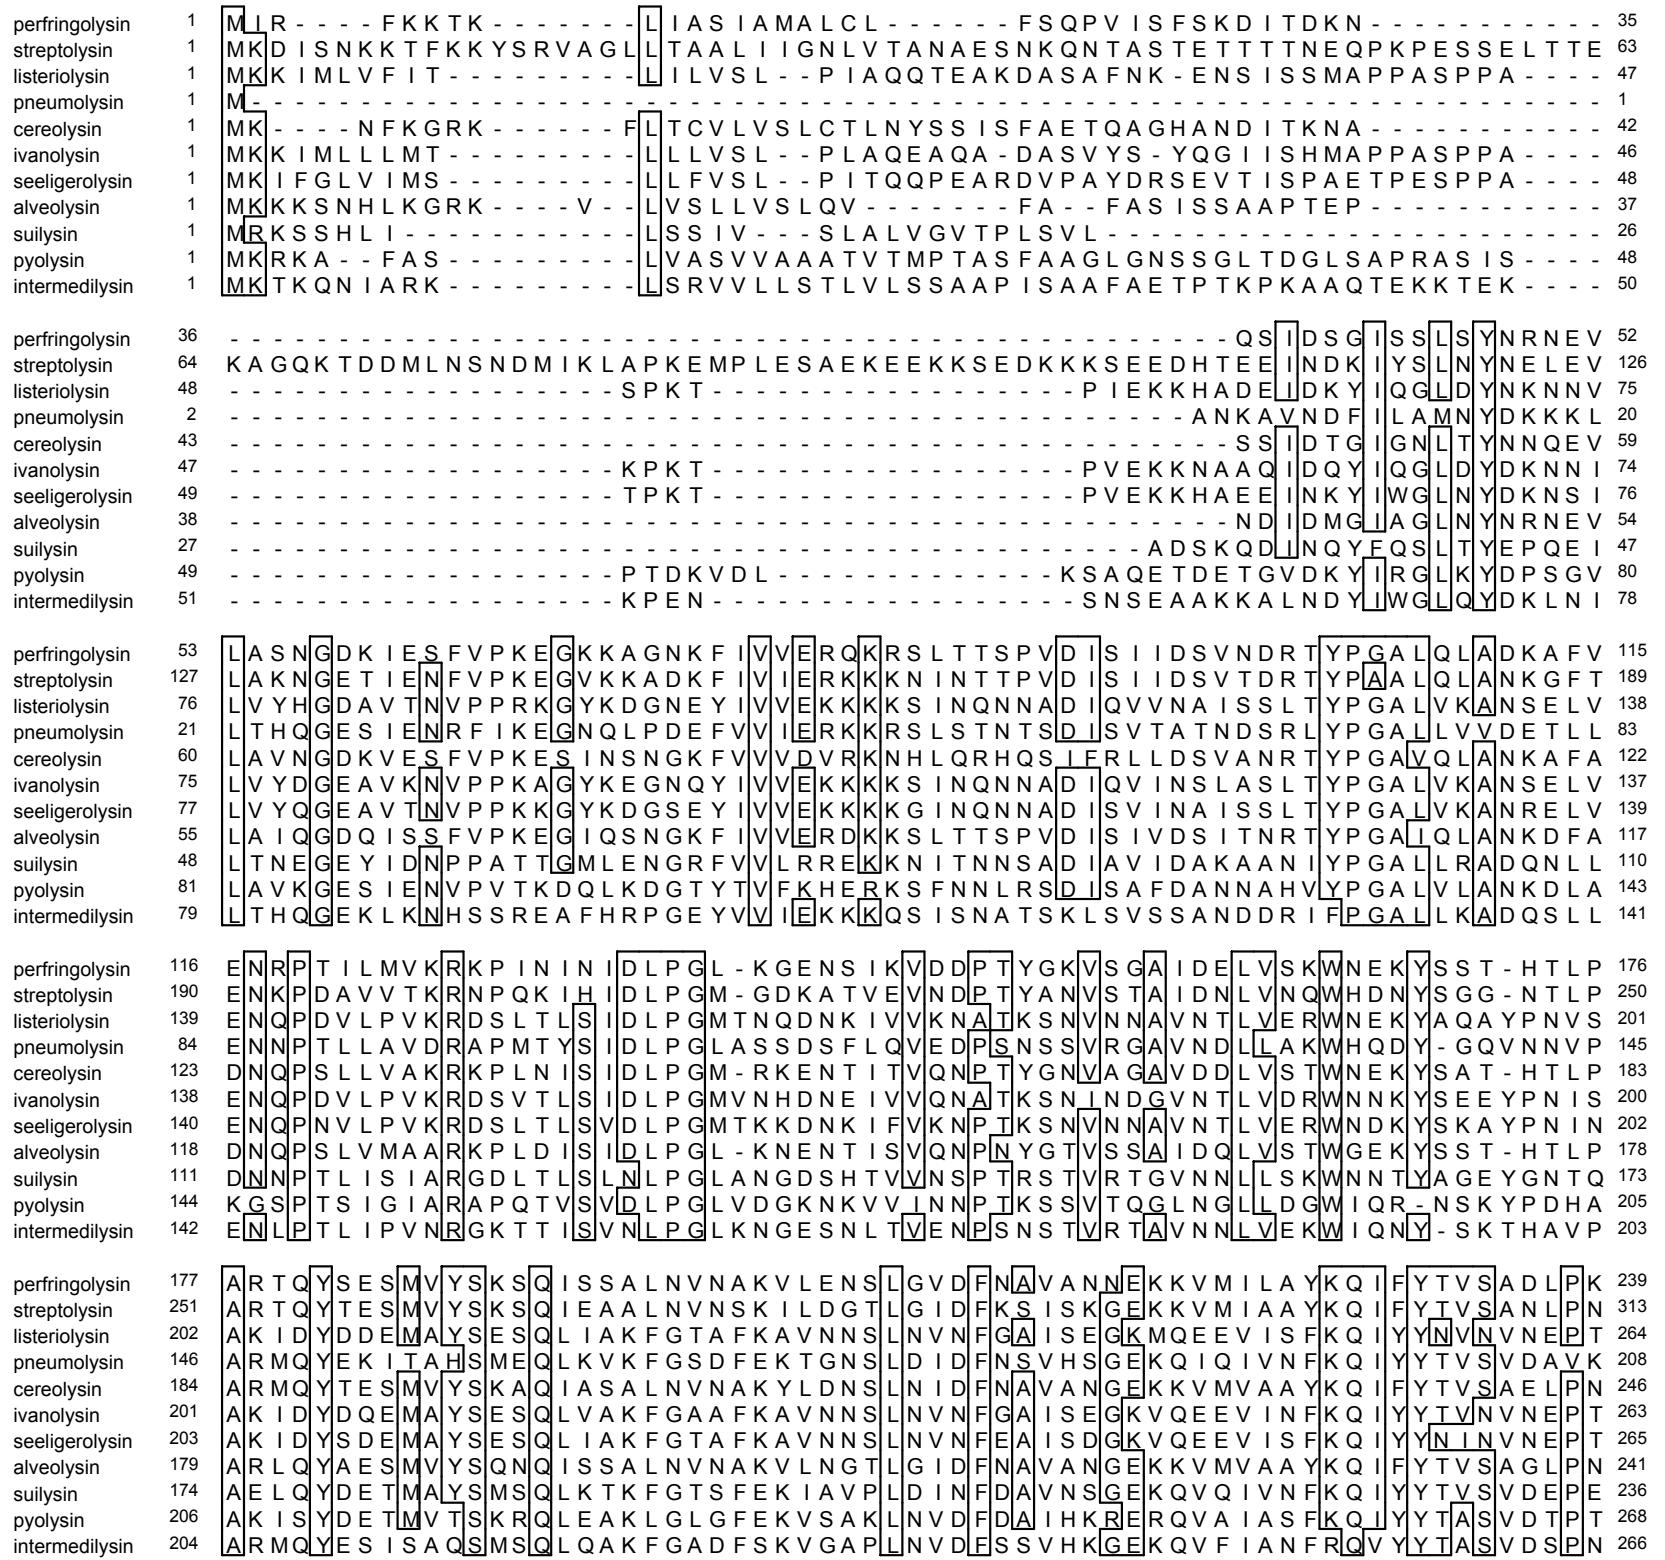 perfringolysin 1 MIR----FKKTK-------LIASIAMALCL------FSQPVISFSKDITDKN----------- 35
streptolysin 1 MKDISNKKTFKKYSRVAGLLTAALIIGNLVTANAESNKQNTASTETTTTNEQPKPESSELTTE 63
listeriolysin 1 MKKIMLVFIT---------LILVSL--PIAQQTEAKDASAFNK-ENSISSMAPPASPPA---- 47
pneumolysin 1 M-------------------------------------------------------------- 1
cereolysin 1 MK----NFKGRK------FLTCVLVSLCTLNYSSISFAETQAGHANDITKNA----------- 42
ivanolysin 1 MKKIMLLLMT---------LLLVSL--PLAQEAQA-DASVYS-YQGIISHMAPPASPPA---- 46
seeligerolysin 1 MKIFGLVIMS---------LLFVSL--PITQQPEARDVPAYDRSEVTISPAETPESPPA---- 48
alveolysin 1 MKKKSNHLKGRK----V--LVSLLVSLQV-------FA--FASISSAAPTEP----------- 37
suilysin 1 MRKSSHLI-----------LSSIV---SLALVGVTPLSVL----------------------- 26
pyolysin 1 MKRKA--FAS---------LVASVVAAATVTMPTASFAAGLGNSSGLTDGLSAPRASIS---- 48
intermedilysin 1 MKTKQNIARK---------LSRVVLLSTLVLSSAAPISAAFAETPTKPKAAQTEKKTEK---- 50
perfringolysin 36 ----------------------------------------------QSIDSGISSLSYNRNEV 52
streptolysin 64 KAGQKTDDMLNSNDMIKLAPKEMPLESAEKEEKKSEDKKKSEEDHTEEINDKIYSLNYNELEV 126
listeriolysin 48 ------------------SPKT-----------------PIEKKHADEIDKYIQGLDYNKNNV 75
pneumolysin 2 --------------------------------------------ANKAVNDFILAMNYDKKKL 20
cereolysin 43 ----------------------------------------------SSIDTGIGNLTYNNQEV 59
ivanolysin 47 ------------------KPKT-----------------PVEKKNAAQIDQYIQGLDYDKNNI 74
seeligerolysin 49 ------------------TPKT-----------------PVEKKHAEEINKYIWGLNYDKNSI 76
alveolysin 38 ----------------------------------------------NDIDMGIAGLNYNRNEV 54
suilysin 27 ------------------------------------------ADSKQDINQYFQSLTYEPQEI 47
pyolysin 49 ------------------PTDKVDL-------------KSAQETDETGVDKYIRGLKYDPSGV 80
intermedilysin 51 ------------------KPEN-----------------SNSEAAKKALNDYIWGLQYDKLNI 78
perfringolysin 53 LASNGDKIESFVPKEGKKAGNKFIVVERQKRSLTTSPVDISIIDSVNDRTYPGALQLADKAFV 115
streptolysin 127 LAKNGETIENFVPKEGVKKADKFIVIERKKKNINTTPVDISIIDSVTDRTYPAALQLANKGFT 189
listeriolysin 76 LVYHGDAVTNVPPRKGYKDGNEYIVVEKKKKSINQNNADIQVVNAISSLTYPGALVKANSELV 138
pneumolysin 21 LTHQGESIENRFIKEGNQLPDEFVVIERKKRSLSTNTSDISVTATNDSRLYPGALLVVDETLL 83
cereolysin 60 LAVNGDKVESFVPKESINSNGKFVVVDVRKNHLQRHQSIFRLLDSVANRTYPGAVQLANKAFA 122
ivanolysin 75 LVYDGEAVKNVPPKAGYKEGNQYIVVEKKKKSINQNNADIQVINSLASLTYPGALVKANSELV 137
seeligerolysin 77 LVYQGEAVTNVPPKKGYKDGSEYIVVEKKKKGINQNNADISVINAISSLTYPGALVKANRELV 139
alveolysin 55 LAIQGDQISSFVPKEGIQSNGKFIVVERDKKSLTTSPVDISIVDSITNRTYPGAIQLANKDFA 117
suilysin 48 LTNEGEYIDNPPATTGMLENGRFVVLRREKKNITNNSADIAVIDAKAANIYPGALLRADQNLL 110
pyolysin 81 LAVKGESIENVPVTKDQLKDGTYTVFKHERKSFNNLRSDISAFDANNAHVYPGALVLANKDLA 143
intermedilysin 79 LTHQGEKLKNHSSREAFHRPGEYVVIEKKKQSISNATSKLSVSSANDDRIFPGALLKADQSLL 141
perfringolysin 116 ENRPTILMVKRKPININIDLPGL-KGENSIKVDDPTYGKVSGAIDELVSKWNEKYSST-HTLP 176
streptolysin 190 ENKPDAVVTKRNPQKIHIDLPGM-GDKATVEVNDPTYANVSTAIDNLVNQWHDNYSGG-NTLP 250
listeriolysin 139 ENQPDVLPVKRDSLTLSIDLPGMTNQDNKIVVKNATKSNVNNAVNTLVERWNEKYAQAYPNVS 201
pneumolysin 84 ENNPTLLAVDRAPMTYSIDLPGLASSDSFLQVEDPSNSSVRGAVNDLLAKWHQDY-GQVNNVP 145
cereolysin 123 DNQPSLLVAKRKPLNISIDLPGM-RKENTITVQNPTYGNVAGAVDDLVSTWNEKYSAT-HTLP 183
ivanolysin 138 ENQPDVLPVKRDSVTLSIDLPGMVNHDNEIVVQNATKSNINDGVNTLVDRWNNKYSEEYPNIS 200
seeligerolysin 140 ENQPNVLPVKRDSLTLSVDLPGMTKKDNKIFVKNPTKSNVNNAVNTLVERWNDKYSKAYPNIN 202
alveolysin 118 DNQPSLVMAARKPLDISIDLPGL-KNENTISVQNPNYGTVSSAIDQLVSTWGEKYSST-HTLP 178
suilysin 111 DNNPTLISIARGDLTLSLNLPGLANGDSHTVVNSPTRSTVRTGVNNLLSKWNNTYAGEYGNTQ 173
pyolysin 144 KGSPTSIGIARAPQTVSVDLPGLVDGKNKVVINNPTKSSVTQGLNGLLDGWIQR-NSKYPDHA 205
intermedilysin 142 ENLPTLIPVNRGKTTISVNLPGLKNGESNLTVENPSNSTVRTAVNNLVEKWIQNY-SKTHAVP 203
perfringolysin 177 ARTQYSESMVYSKSQISSALNVNAKVLENSLGVDFNAVANNEKKVMILAYKQIFYTVSADLPK 239
streptolysin 251 ARTQYTESMVYSKSQIEAALNVNSKILDGTLGIDFKSISKGEKKVMIAAYKQIFYTVSANLPN 313
listeriolysin 202 AKIDYDDEMAYSESQLIAKFGTAFKAVNNSLNVNFGAISEGKMQEEVISFKQIYYNVNVNEPT 264
pneumolysin 146 ARMQYEKITAHSMEQLKVKFGSDFEKTGNSLDIDFNSVHSGEKQIQIVNFKQIYYTVSVDAVK 208
cereolysin 184 ARMQYTESMVYSKAQIASALNVNAKYLDNSLNIDFNAVANGEKKVMVAAYKQIFYTVSAELPN 246
ivanolysin 201 AKIDYDQEMAYSESQLVAKFGAAFKAVNNSLNVNFGAISEGKVQEEVINFKQIYYTVNVNEPT 263
seeligerolysin 203 AKIDYSDEMAYSESQLIAKFGTAFKAVNNSLNVNFEAISDGKVQEEVISFKQIYYNINVNEPT 265
alveolysin 179 ARLQYAESMVYSQNQISSALNVNAKVLNGTLGIDFNAVANGEKKVMVAAYKQIFYTVSAGLPN 241
suilysin 174 AELQYDETMAYSMSQLKTKFGTSFEKIAVPLDINFDAVNSGEKQVQIVNFKQIYYTVSVDEPE 236
pyolysin 206 AKISYDETMVTSKRQLEAKLGLGFEKVSAKLNVDFDAIHKRERQVAIASFKQIYYTASVDTPT 268
intermedilysin 204 ARMQYESISAQSMSQLQAKFGADFSKVGAPLNVDFSSVHKGEKQVFIANFRQVYYTASVDSPN 266